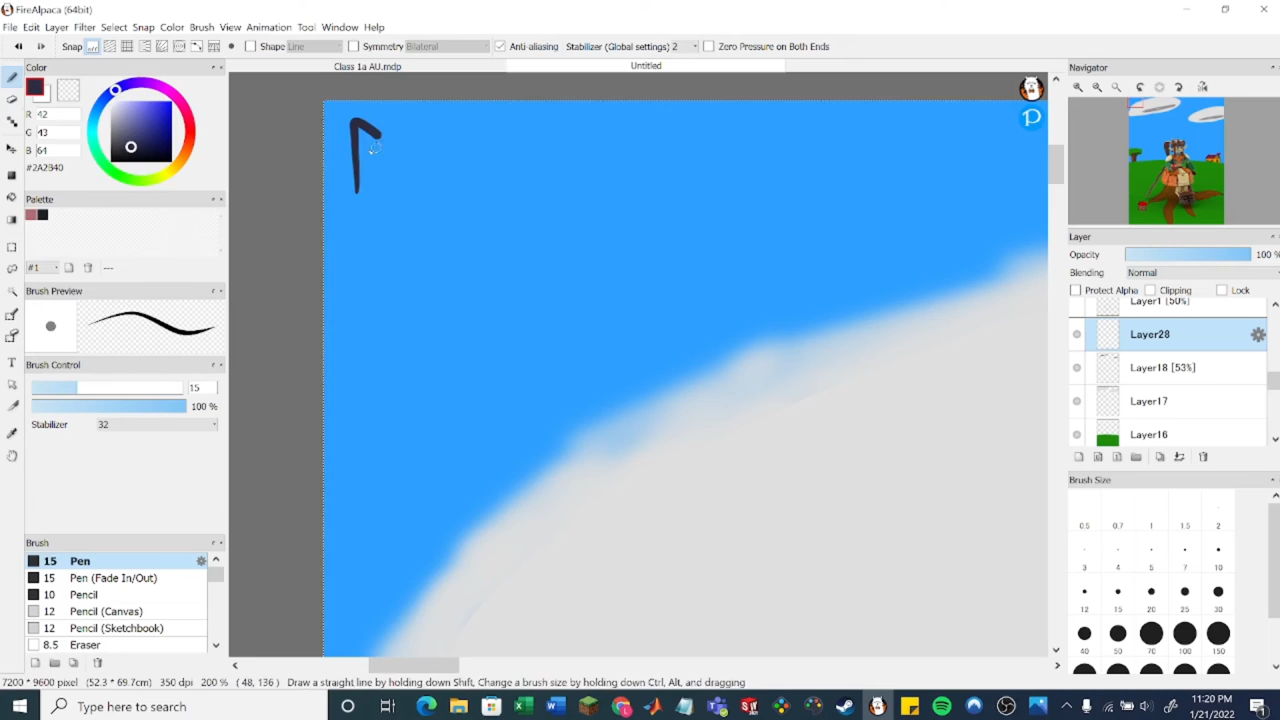 FireAlpaca (64bit)
File Edit Layer Filter Select Snap Color Brush View Animation Tool Window Help
Snap off Shape Line Symmetry Bilateral Anti-aliasing Stabilizer (Global settings) 2 Zero Pressure on Both Ends
Color
Class 1a AU.mdp
Untitled
Navigator
R 42
G 43
B 64
#2A2B40
Palette
#1
---
Brush Preview
Brush Control
15
100 %
Stabilizer 32
Brush
15 Pen
15 Pen (Fade In/Out)
10 Pencil
12 Pencil (Canvas)
12 Pencil (Sketchbook)
8.5 Eraser
P
Layer
Opacity 100 %
Blending Normal
Protect Alpha Clipping Lock
Layer1 [50%]
Layer28
Layer18 [53%]
Layer17
Layer16
Brush Size
0.5 0.7 1 1.5 2
3 4 5 7 10
12 15 20 25 30
40 50 70 100 150
7200 * 9600 pixel (52.3 * 69.7cm) 350 dpi 200 % ( 48, 136 ) Draw a straight line by holding down Shift, Change a brush size by holding down Ctrl, Alt, and dragging
Type here to search
11:20 PM
1/21/2022